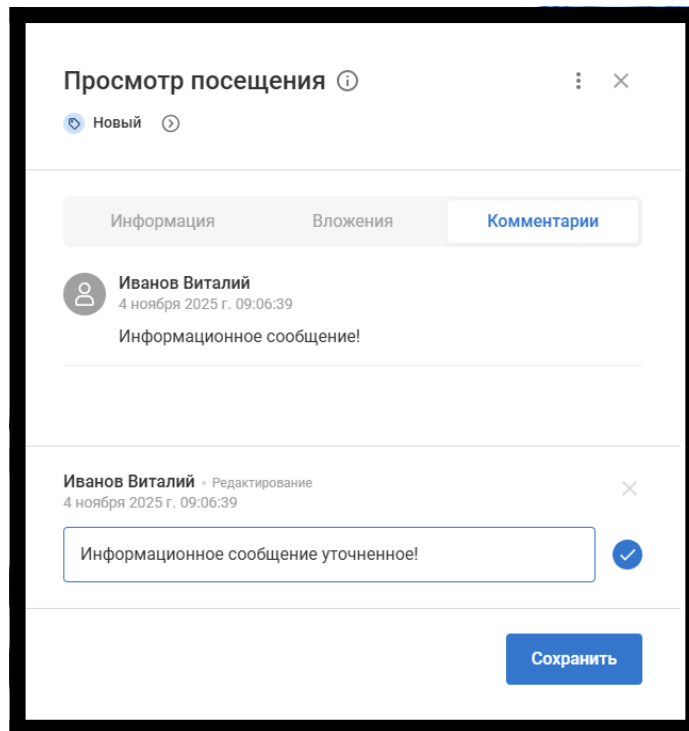 Просмотр посещения
Новый
Информация Вложения Комментарии
Иванов Виталий
4 ноября 2025 г. 09:06:39
Информационное сообщение!
Иванов Виталий • Редактирование
4 ноября 2025 г. 09:06:39
Информационное сообщение уточненное!
Сохранить